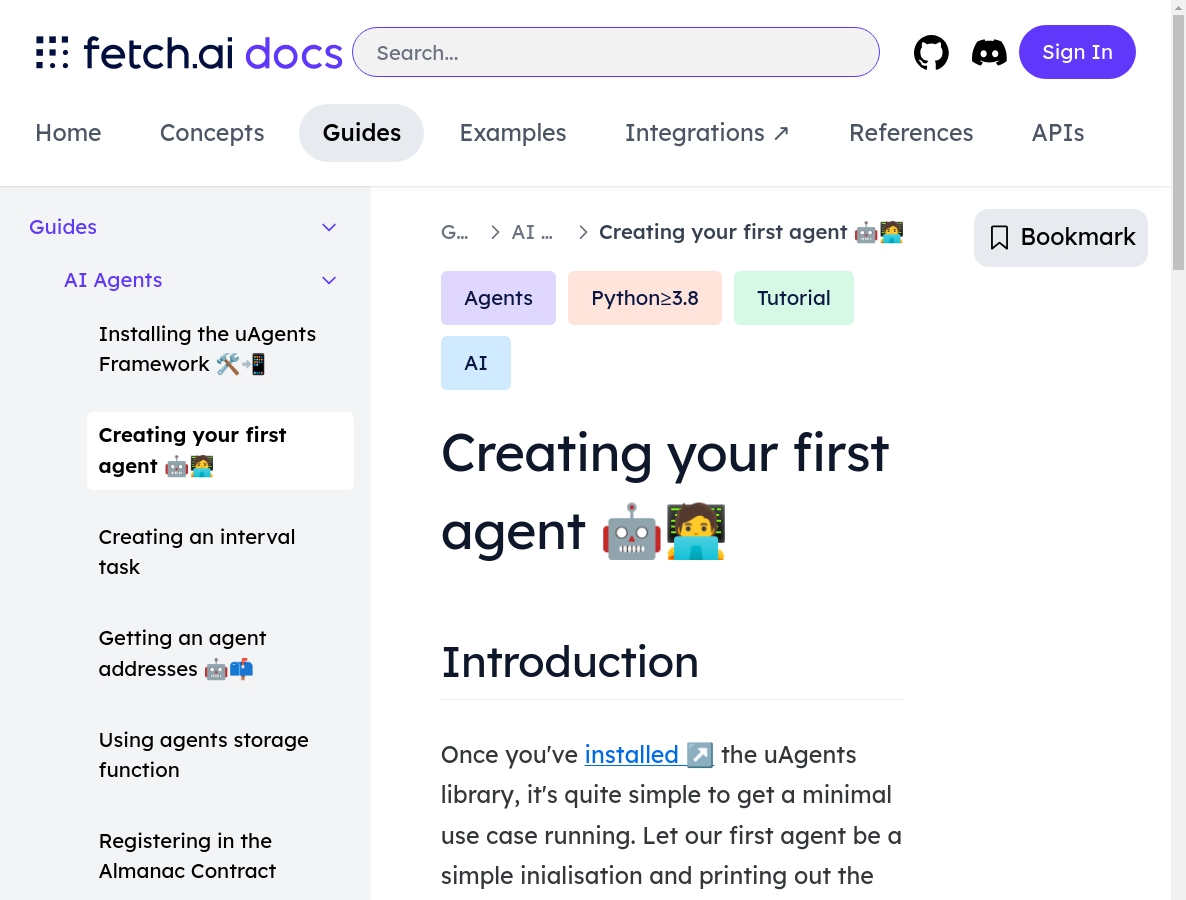 fetch.ai docs
Search...
Sign In
Home
Concepts
Guides
Examples
Integrations ↗
References
APIs
Guides
AI Agents
Installing the uAgents
Framework 🛠️📲
Creating your first
agent 🤖🧑‍💻
Creating an interval
task
Getting an agent
addresses 🤖📬
Using agents storage
function
Registering in the
Almanac Contract
G…
AI …
Creating your first agent 🤖🧑‍💻
Bookmark
Agents
Python≥3.8
Tutorial
AI
Creating your first
agent 🤖🧑‍💻
Introduction
Once you've installed ↗️ the uAgents
library, it's quite simple to get a minimal
use case running. Let our first agent be a
simple inialisation and printing out the